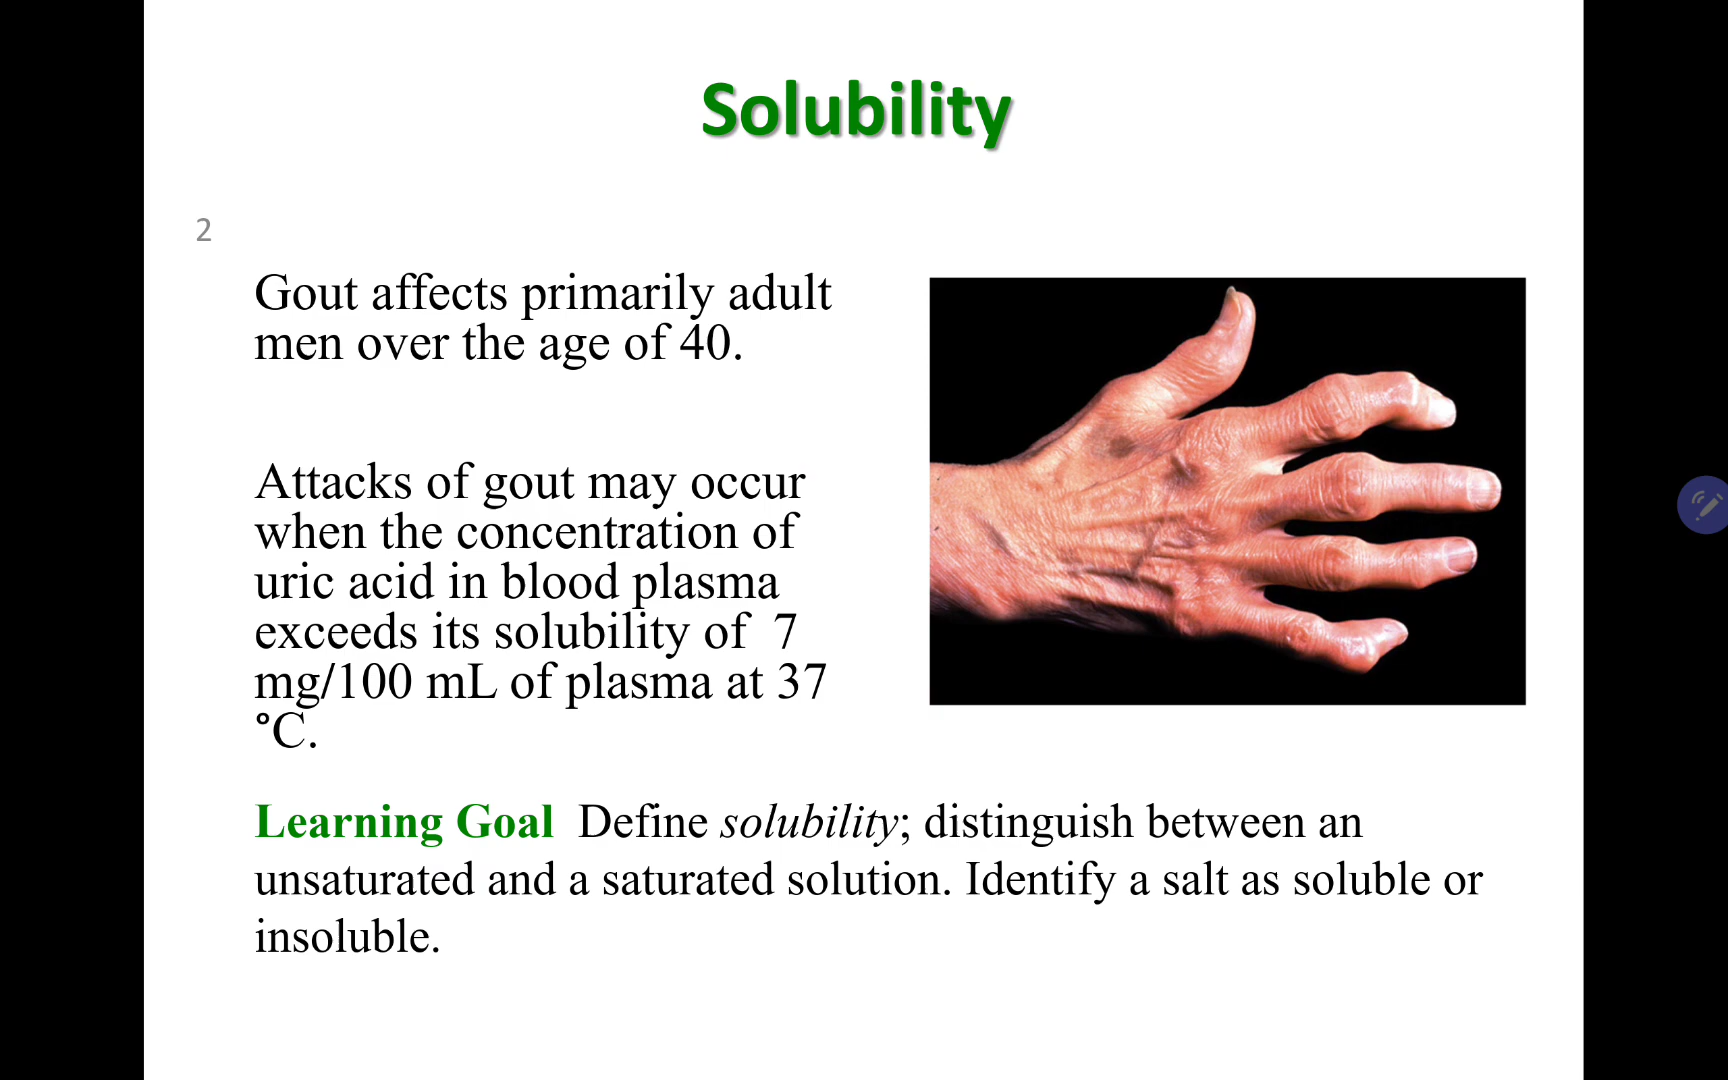 Solubility
2
Gout affects primarily adult
men over the age of 40.
Attacks of gout may occur
when the concentration of
uric acid in blood plasma
exceeds its solubility of  7
mg/100 mL of plasma at 37
°C.
Learning Goal  Define solubility; distinguish between an
unsaturated and a saturated solution. Identify a salt as soluble or
insoluble.